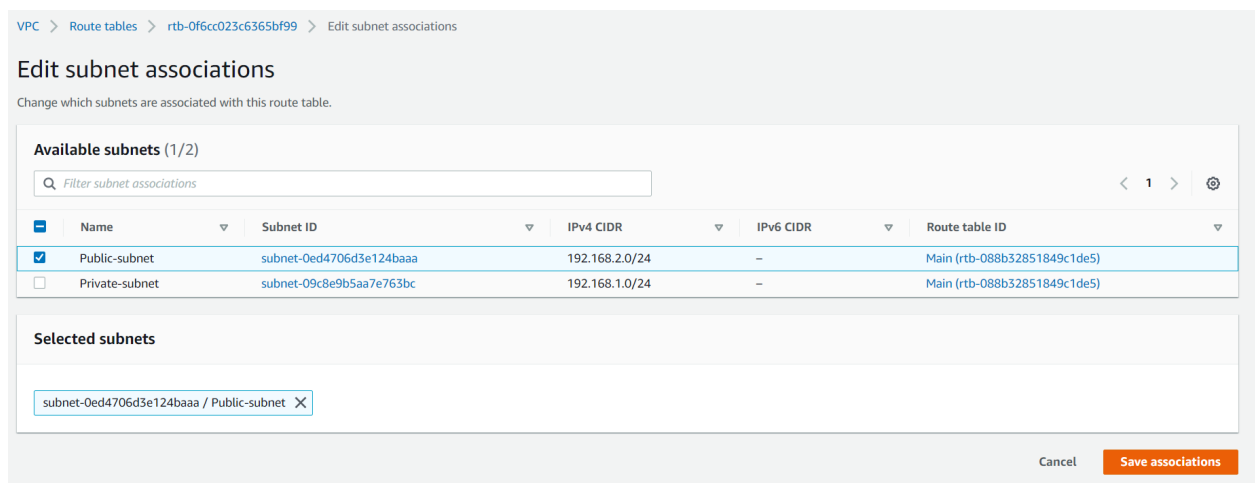 VPC > Route tables > rtb-0f6cc023c6365bf99 > Edit subnet associations
Edit subnet associations
Change which subnets are associated with this route table.
Available subnets (1/2)
Filter subnet associations
< 1 >
Name Subnet ID IPv4 CIDR IPv6 CIDR Route table ID
Public-subnet subnet-0ed4706d3e124baaa 192.168.2.0/24 – Main (rtb-088b32851849c1de5)
Private-subnet subnet-09c8e9b5aa7e763bc 192.168.1.0/24 – Main (rtb-088b32851849c1de5)
Selected subnets
subnet-0ed4706d3e124baaa / Public-subnet X
Cancel Save associations